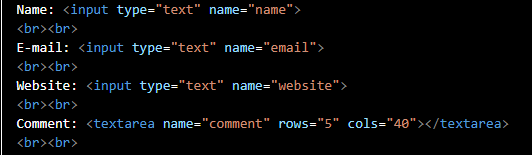 Name: <input type="text" name="name">
<br><br>
E-mail: <input type="text" name="email">
<br><br>
Website: <input type="text" name="website">
<br><br>
Comment: <textarea name="comment" rows="5" cols="40"></textarea>
<br><br>